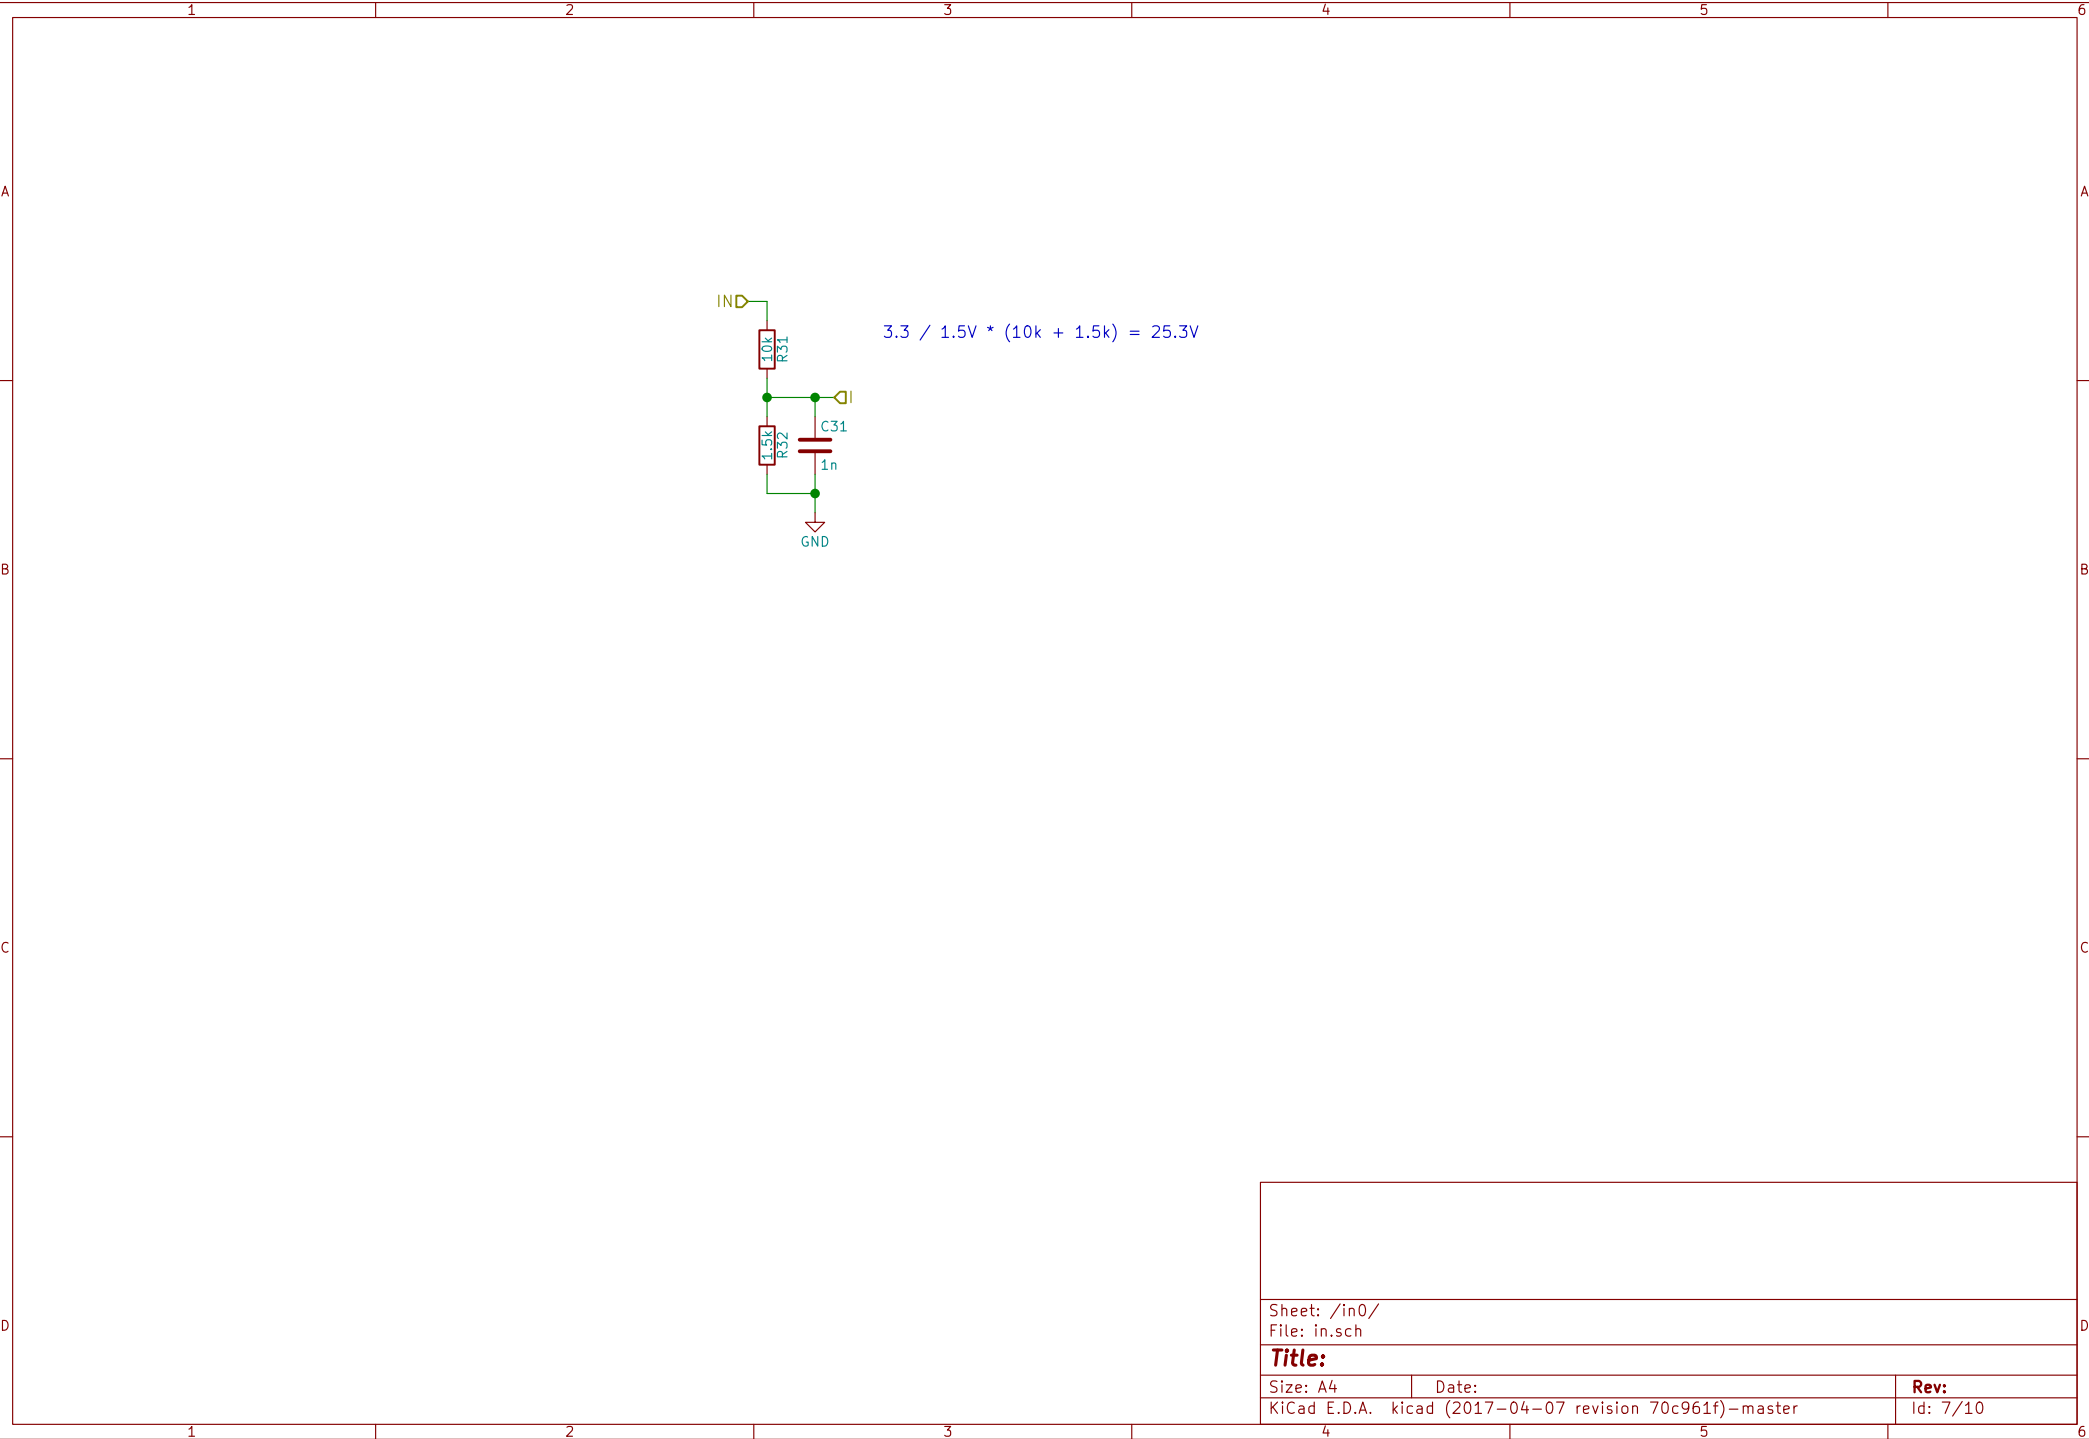 1 2 3 4 5 6
A A
IN
3.3 / 1.5V * (10k + 1.5k) = 25.3V
10k R31
I
C31
1.5k R32
1n
GND
B B
C C
Sheet: /in0/
File: in.sch
D D
Title:
Size: A4 Date: Rev:
KiCad E.D.A. kicad (2017-04-07 revision 70c961f)-master Id: 7/10
1 2 3 4 5 6